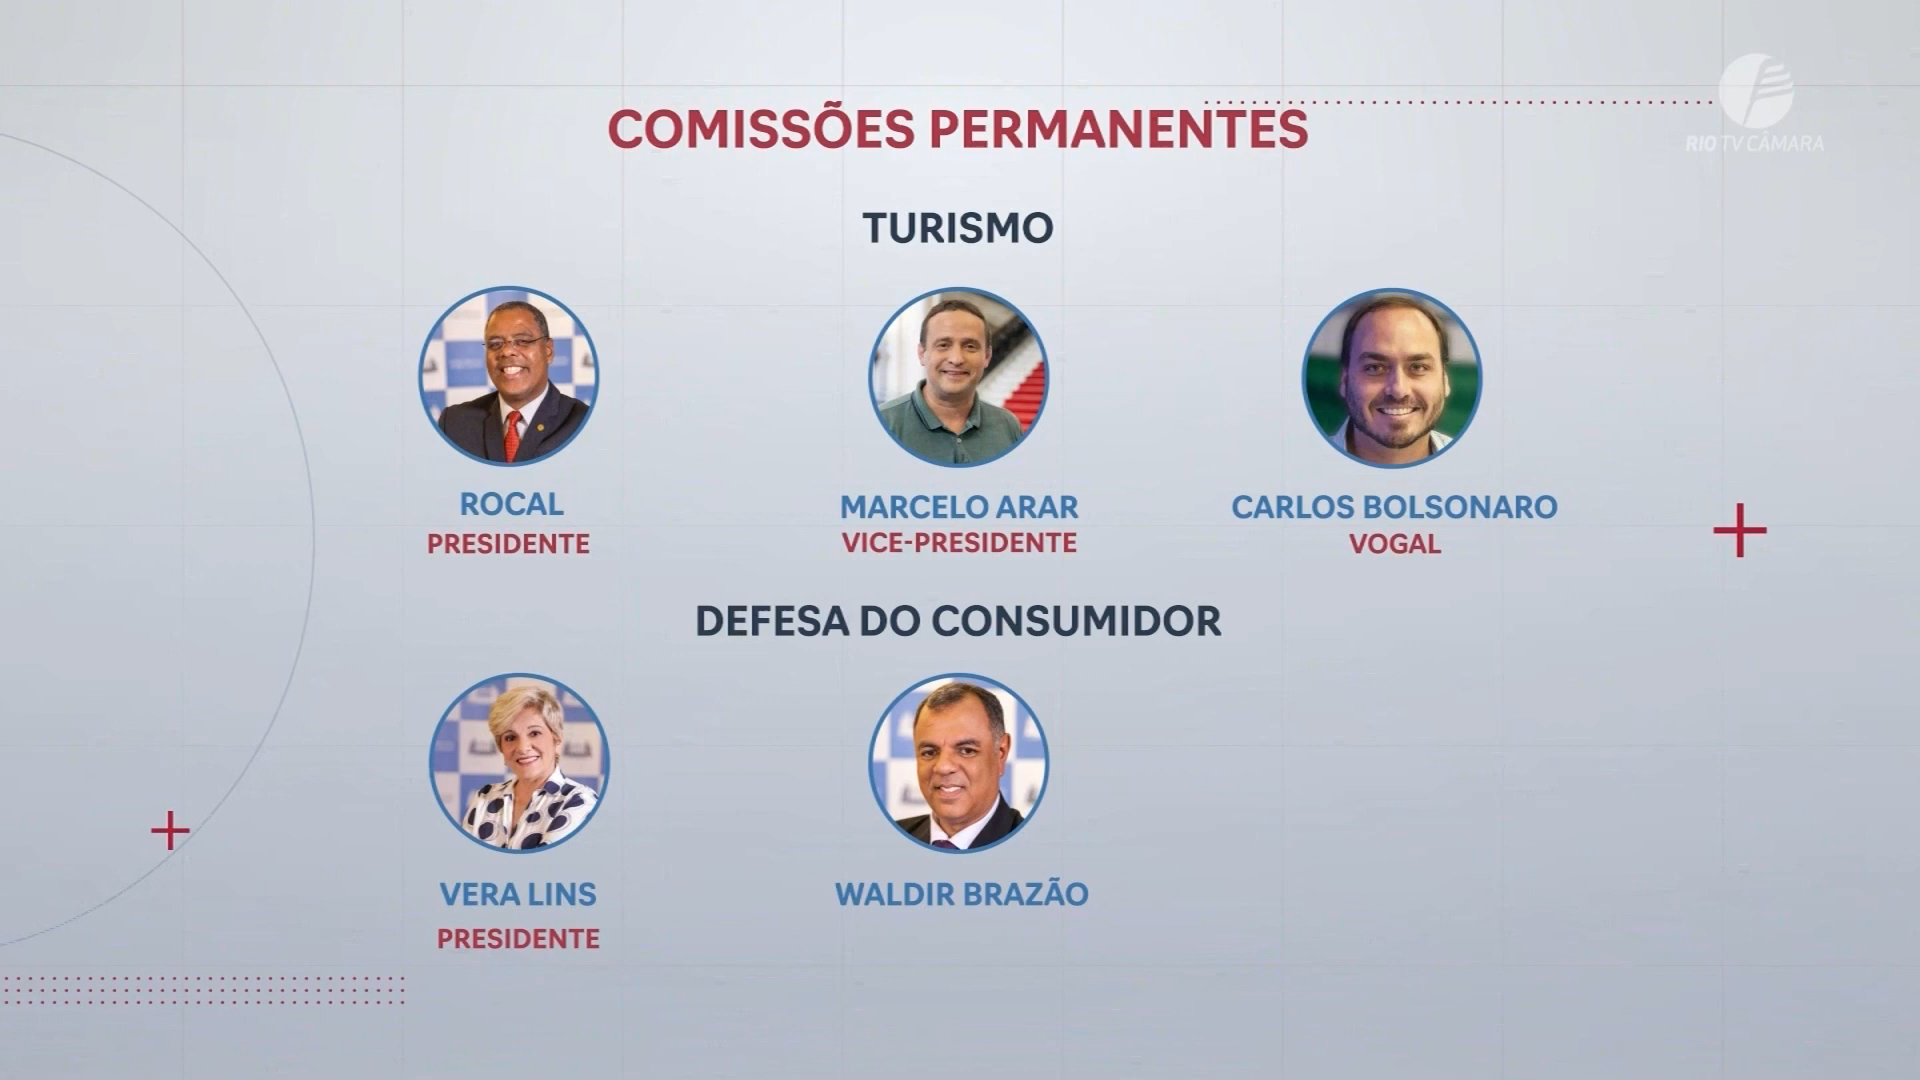 COMISSÕES PERMANENTES
RIO TV CÂMARA
TURISMO
ROCAL
PRESIDENTE
MARCELO ARAR
VICE-PRESIDENTE
CARLOS BOLSONARO
VOGAL
DEFESA DO CONSUMIDOR
VERA LINS
PRESIDENTE
WALDIR BRAZÃO